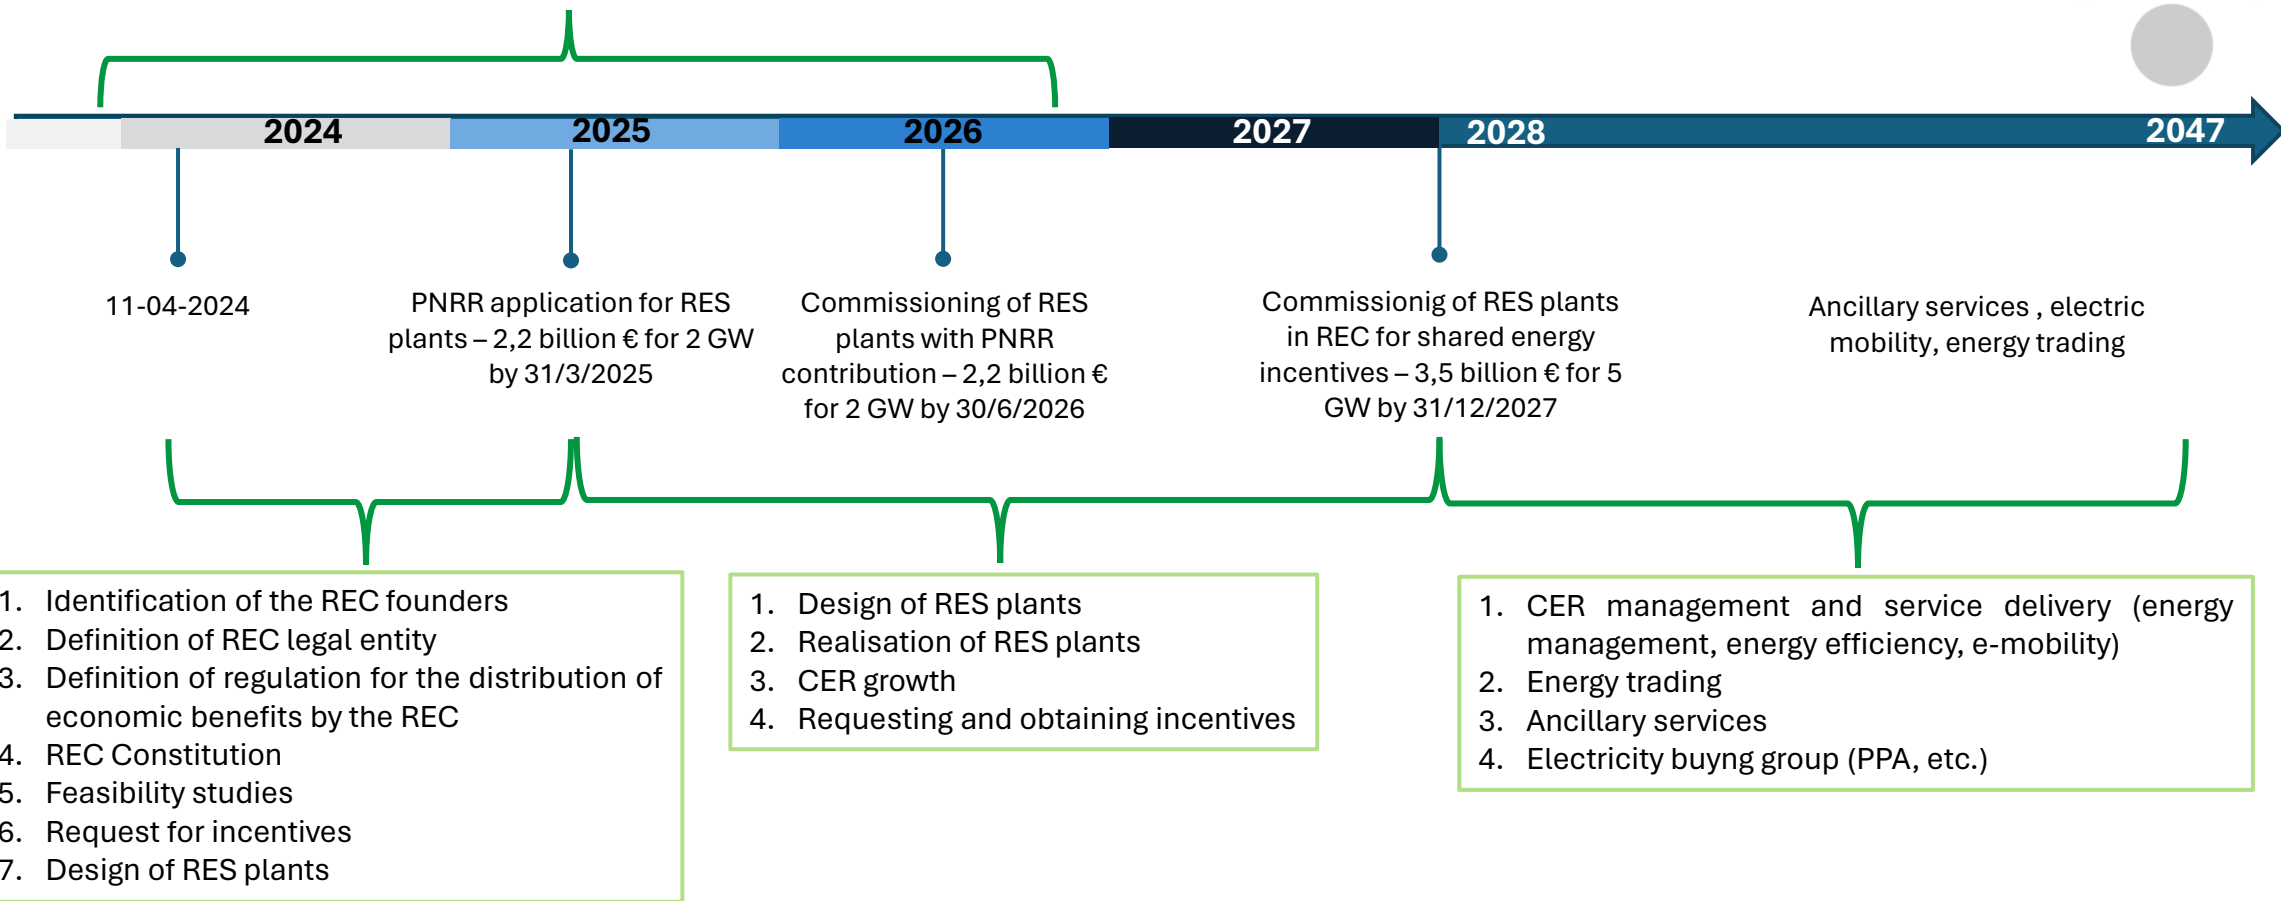 2024
2025
2026
2027
2028
2047
11-04-2024
PNRR application for RES
plants – 2,2 billion € for 2 GW
by 31/3/2025
Commissioning of RES
plants with PNRR
contribution – 2,2 billion €
for 2 GW by 30/6/2026
Commissionig of RES plants
in REC for shared energy
incentives – 3,5 billion € for 5
GW by 31/12/2027
Ancillary services , electric
mobility, energy trading
1. Identification of the REC founders
2. Definition of REC legal entity
3. Definition of regulation for the distribution of
economic benefits by the REC
4. REC Constitution
5. Feasibility studies
6. Request for incentives
7. Design of RES plants
1. Design of RES plants
2. Realisation of RES plants
3. CER growth
4. Requesting and obtaining incentives
1. CER management and service delivery (energy
management, energy efficiency, e-mobility)
2. Energy trading
3. Ancillary services
4. Electricity buyng group (PPA, etc.)